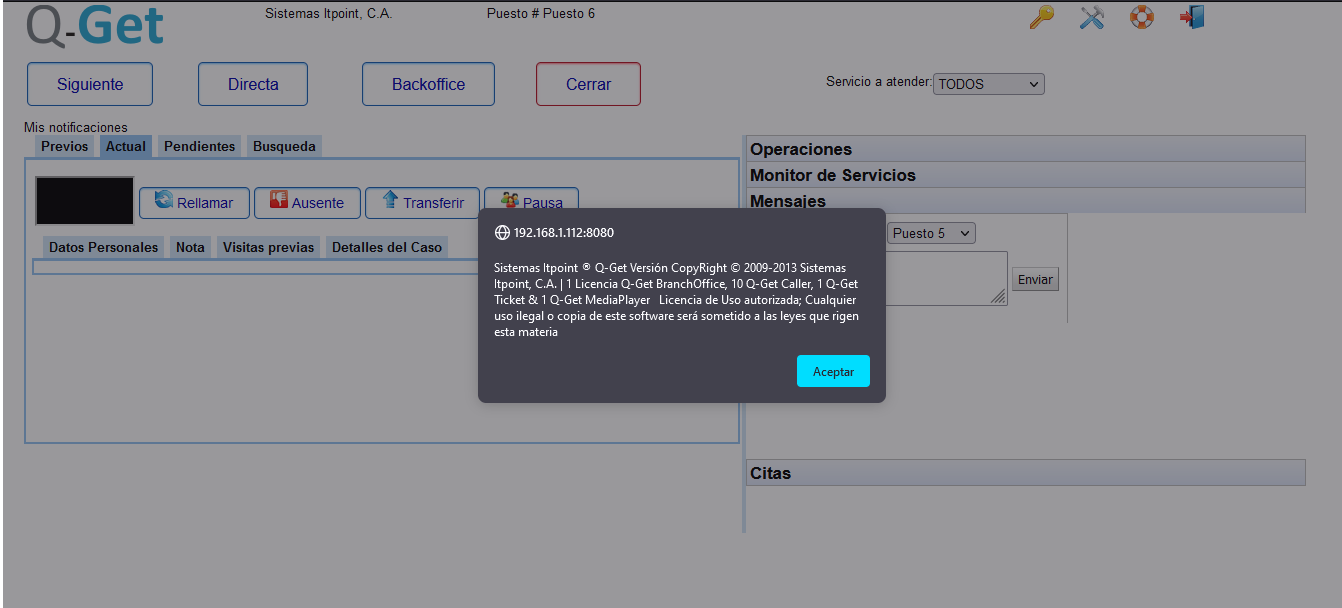 Q-Get
Sistemas Itpoint, C.A.
Puesto # Puesto 6
Siguiente
Directa
Backoffice
Cerrar
Servicio a atender: TODOS
Mis notificaciones
Previos
Actual
Pendientes
Busqueda
Rellamar
Ausente
Transferir
Pausa
Datos Personales
Nota
Visitas previas
Detalles del Caso
Operaciones
Monitor de Servicios
Mensajes
Puesto 5
Enviar
Citas
192.168.1.112:8080
Sistemas Itpoint ® Q-Get Versión CopyRight © 2009-2013 Sistemas
Itpoint, C.A. | 1 Licencia Q-Get BranchOffice, 10 Q-Get Caller, 1 Q-Get
Ticket & 1 Q-Get MediaPlayer   Licencia de Uso autorizada; Cualquier
uso ilegal o copia de este software será sometido a las leyes que rigen
esta materia
Aceptar